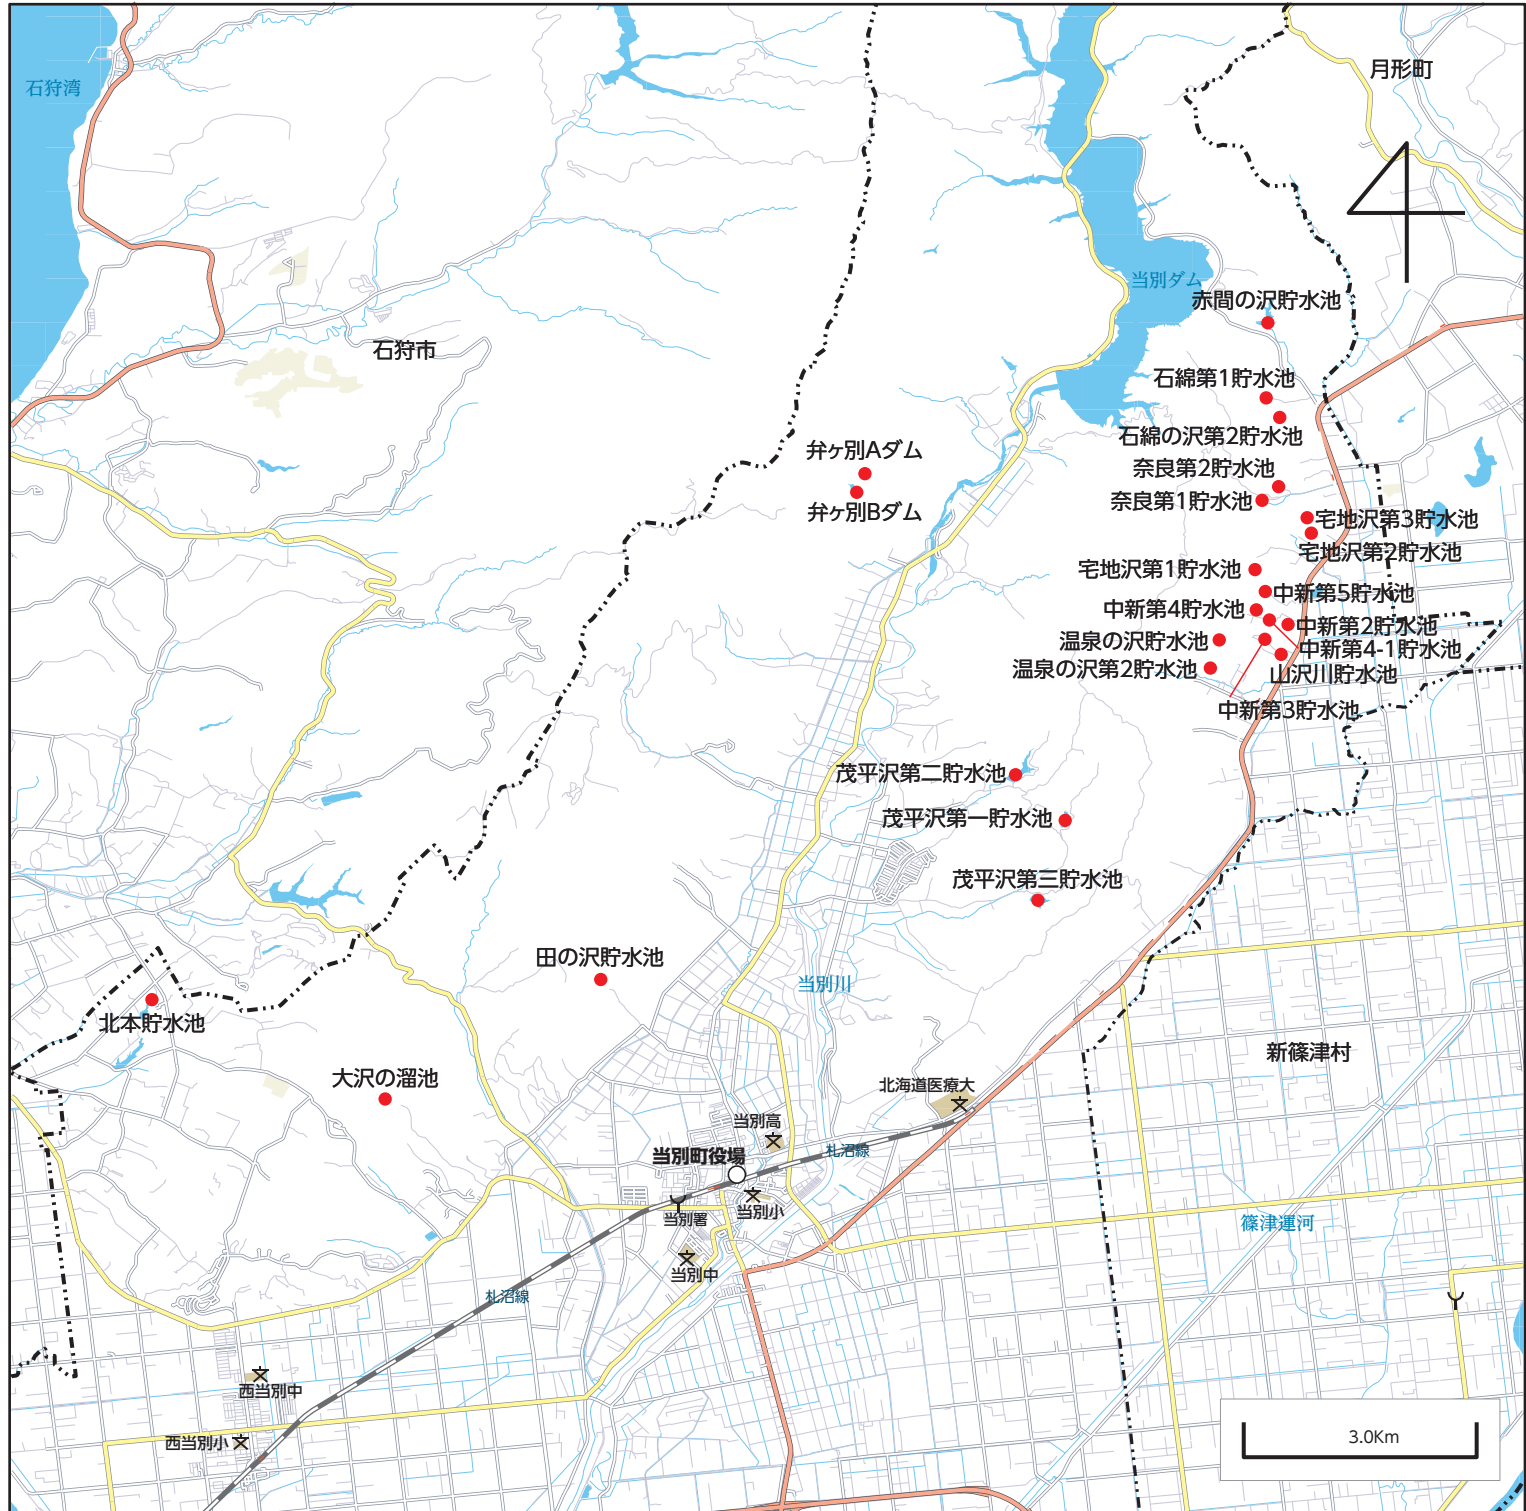 月形町
石狩湾
当別ダム
赤間の沢貯水池
石狩市
石綿第1貯水池
石綿の沢第2貯水池
弁ヶ別Aダム
奈良第2貯水池
奈良第1貯水池
弁ヶ別Bダム
宅地沢第3貯水池
宅地沢第2貯水池
宅地沢第1貯水池
中新第5貯水池
中新第4貯水池
中新第2貯水池
温泉の沢貯水池
中新第4-1貯水池
温泉の沢第2貯水池
山沢川貯水池
中新第3貯水池
茂平沢第二貯水池
茂平沢第一貯水池
茂平沢第三貯水池
田の沢貯水池
当別川
北本貯水池
新篠津村
大沢の溜池
北海道医療大
当別高
札沼線
当別町役場
当別小
当別署
篠津運河
当別中
札沼線
西当別中
西当別小
3.0Km